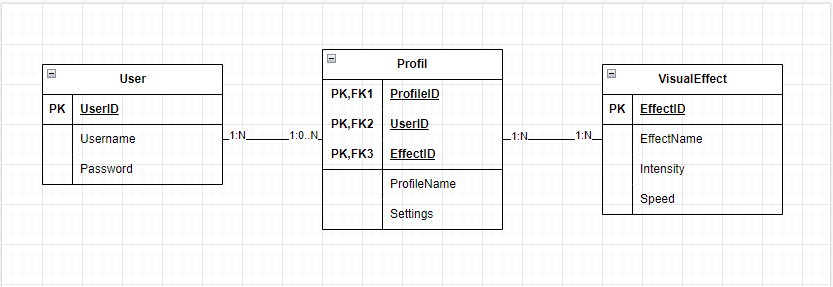 User
PK UserID
Username
Password
1:N 1:0..N
Profil
PK,FK1 ProfileID
PK,FK2 UserID
PK,FK3 EffectID
ProfileName
Settings
1:N 1:N
VisualEffect
PK EffectID
EffectName
Intensity
Speed